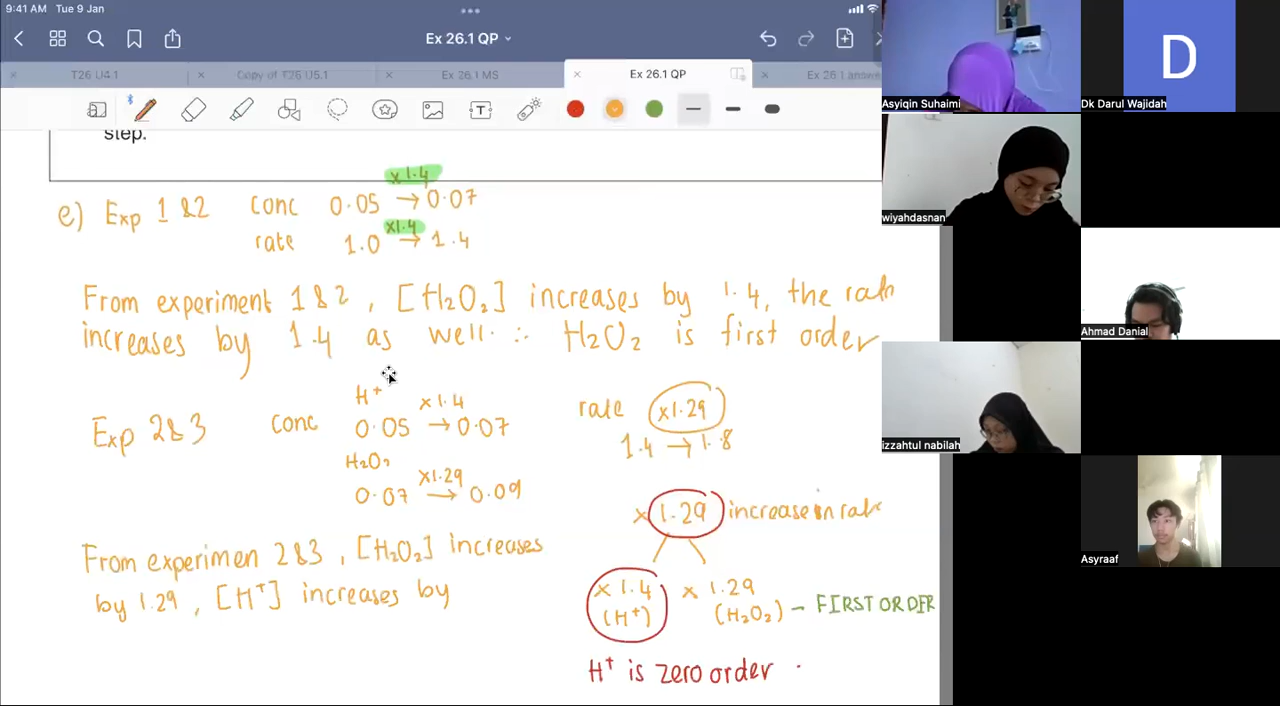 9:41 AM Tue 9 Jan
Ex 26.1 QP
T26 U4.1
Copy of T26 U5.1
Ex 26.1 MS
Ex 26.1 QP
Ex 26.1 answe
step.
e) Exp 1 & 2 conc 0.05 → 0.07
x1.4
rate 1.0 → 1.4
x1.4
From experiment 1 & 2, [H₂O₂] increases by 1.4, the rate
increases by 1.4 as well ∴ H₂O₂ is first order
Exp 2 & 3 conc
H⁺
x1.4
0.05 → 0.07
H₂O₂
x1.29
0.07 → 0.09
rate x1.29
1.4 → 1.8
x 1.29 increase in rate
x 1.4 x 1.29
(H⁺) (H₂O₂) - FIRST ORDER
H⁺ is zero order
From experimen 2 & 3, [H₂O₂] increases
by 1.29, [H⁺] increases by
Asyiqin Suhaimi
D
Dk Darul Wajidah
wiyahdasnan
Ahmad Danial
izzahtul nabilah
Asyraaf